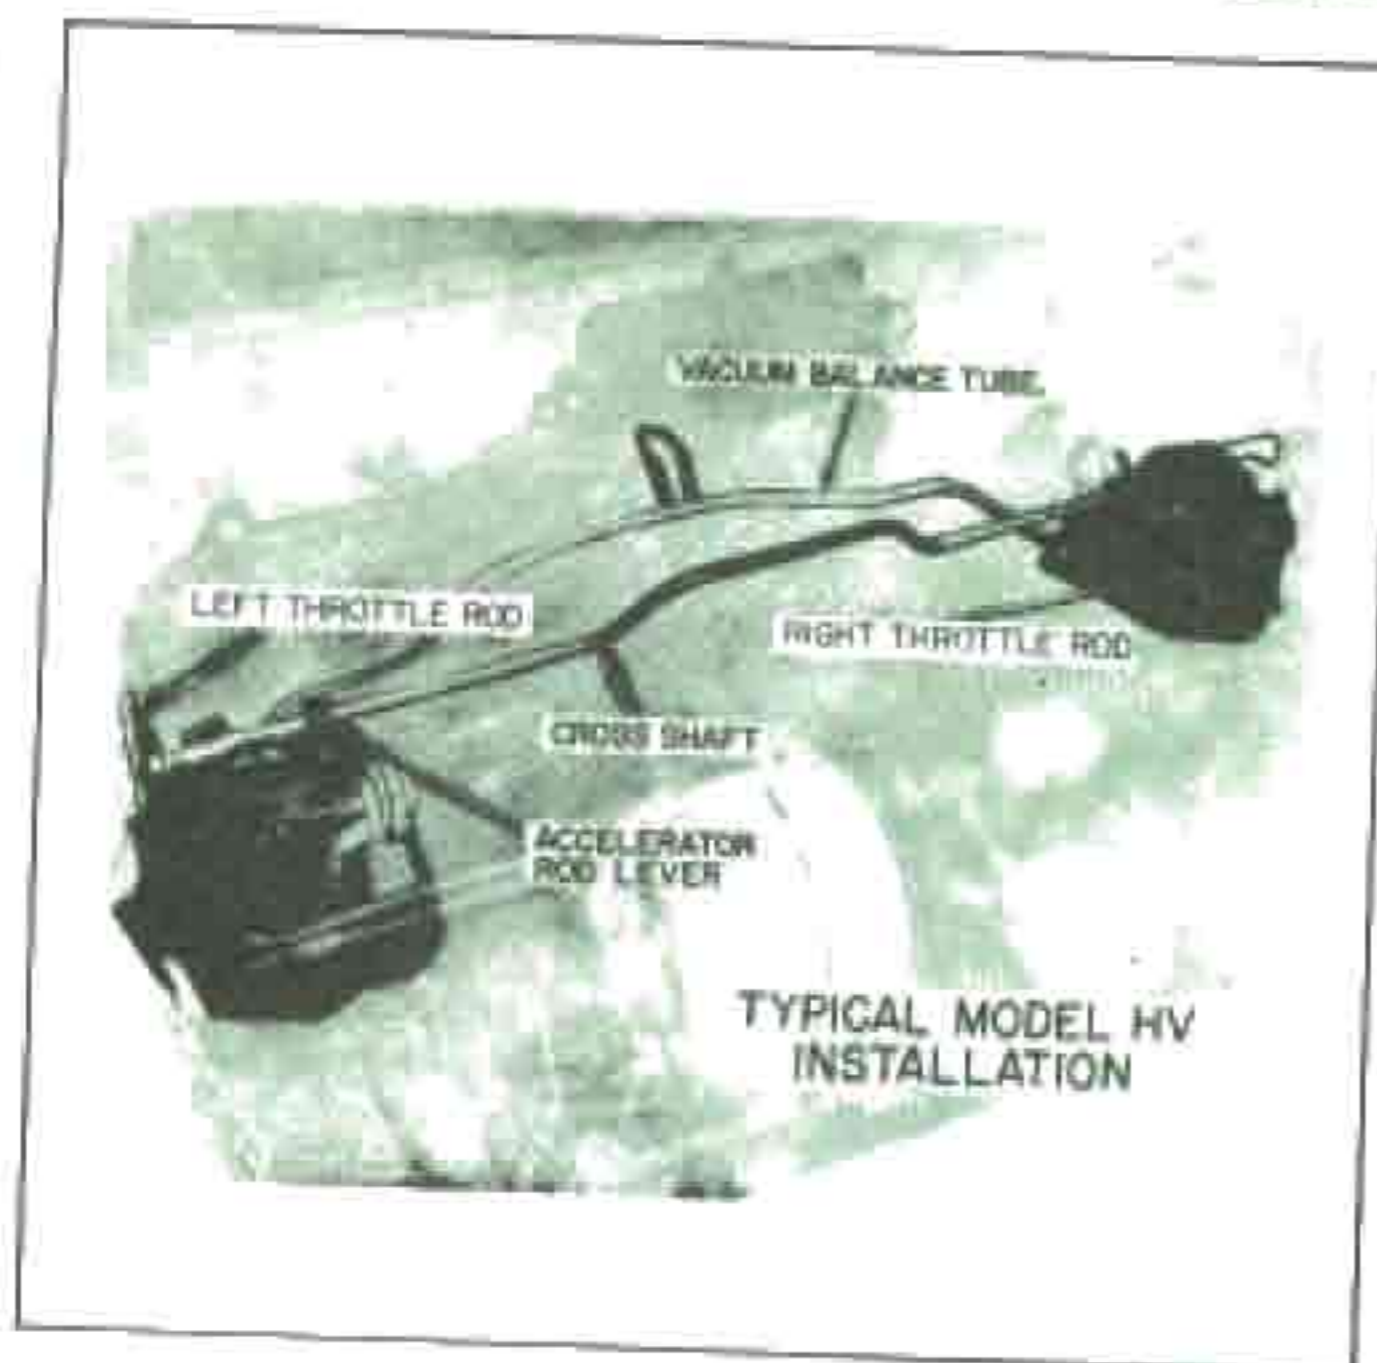 VACUUM BALANCE TUBE
LEFT THROTTLE ROD
RIGHT THROTTLE ROD
CROSS SHAFT
ACCELERATOR
ROD LEVER
TYPICAL MODEL HV
INSTALLATION